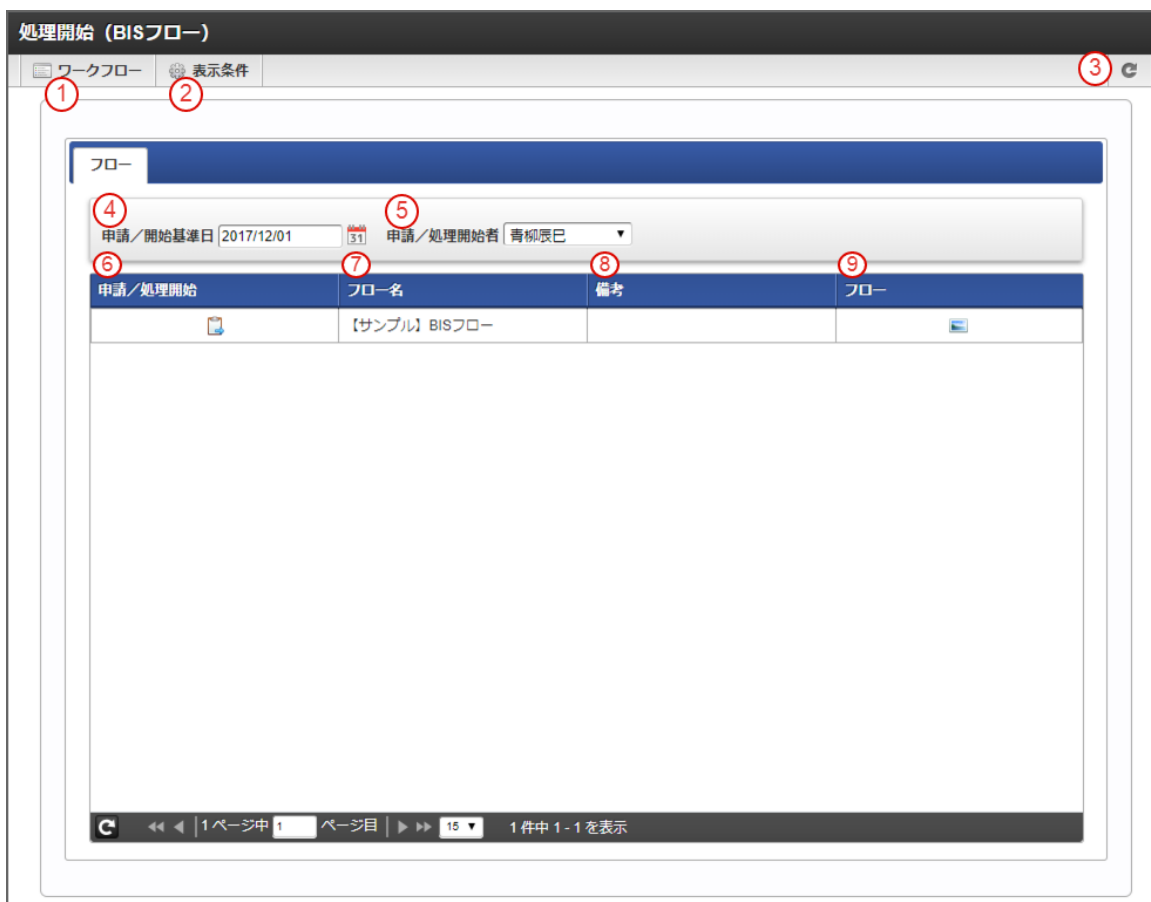 処理開始（BISフロー）
ワークフロー 表示条件 ③
① ②
フロー
④ ⑤
申請／開始基準日 2017/12/01 31 申請／処理開始者 青柳辰巳 ▼
⑥ ⑦ ⑧ ⑨
申請／処理開始 フロー名 備考 フロー
【サンプル】BISフロー
1 ページ中 1 ページ目 15 ▼ 1 件中 1 - 1 を表示